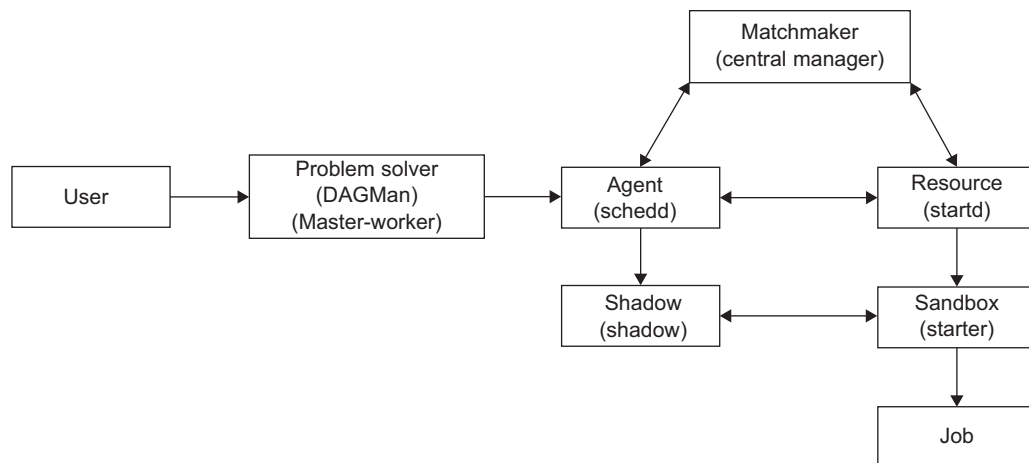 Matchmaker
(central manager)
User
Problem solver
(DAGMan)
(Master-worker)
Agent
(schedd)
Resource
(startd)
Shadow
(shadow)
Sandbox
(starter)
Job